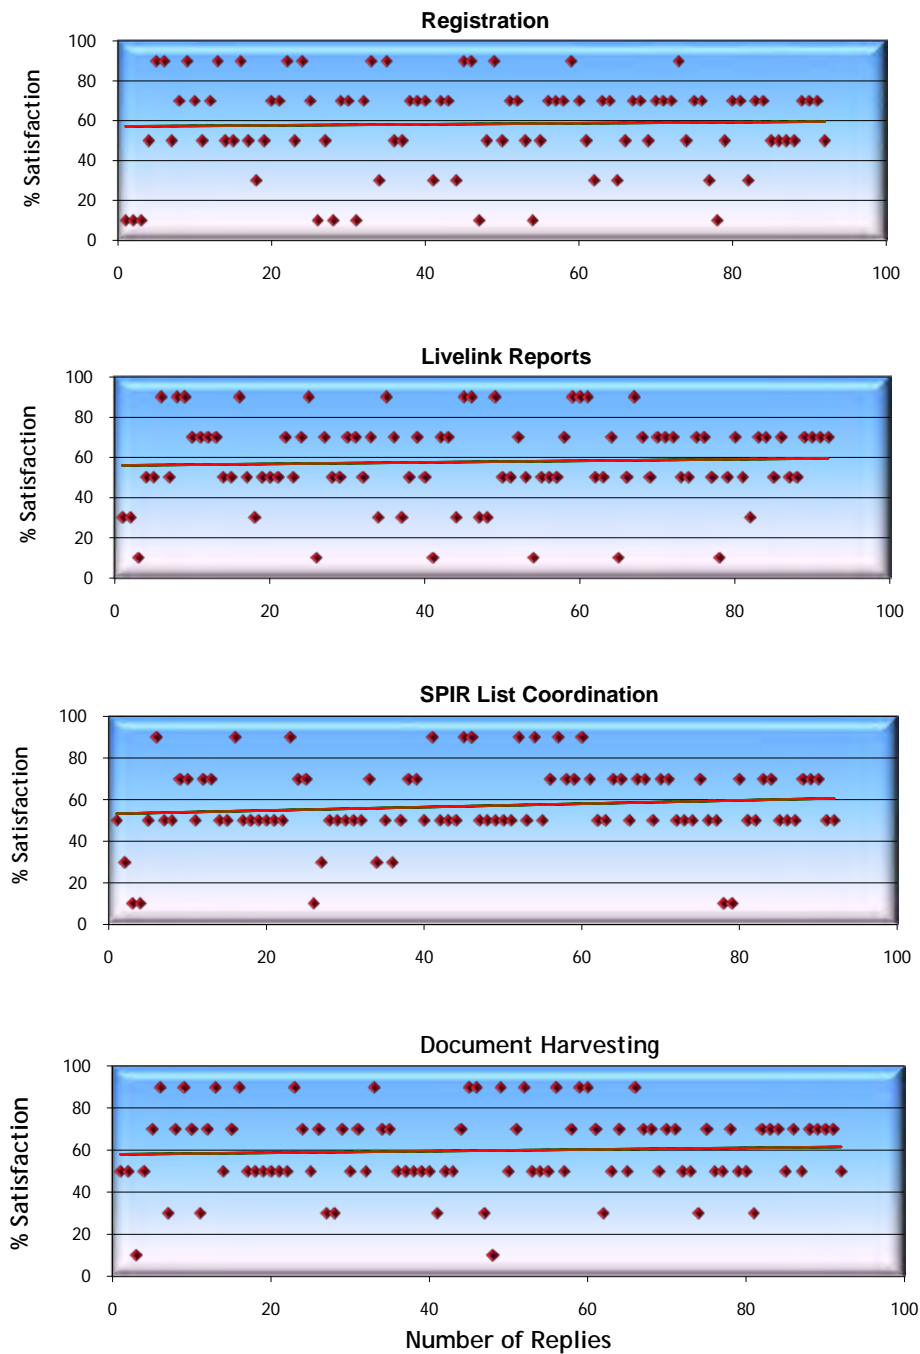 Registration
100
80
60
40
20
0
% Satisfaction
0 20 40 60 80 100
Livelink Reports
100
80
60
40
20
0
% Satisfaction
0 20 40 60 80 100
SPIR List Coordination
100
80
60
40
20
0
% Satisfaction
0 20 40 60 80 100
Document Harvesting
100
80
60
40
20
0
% Satisfaction
0 20 40 60 80 100
Number of Replies